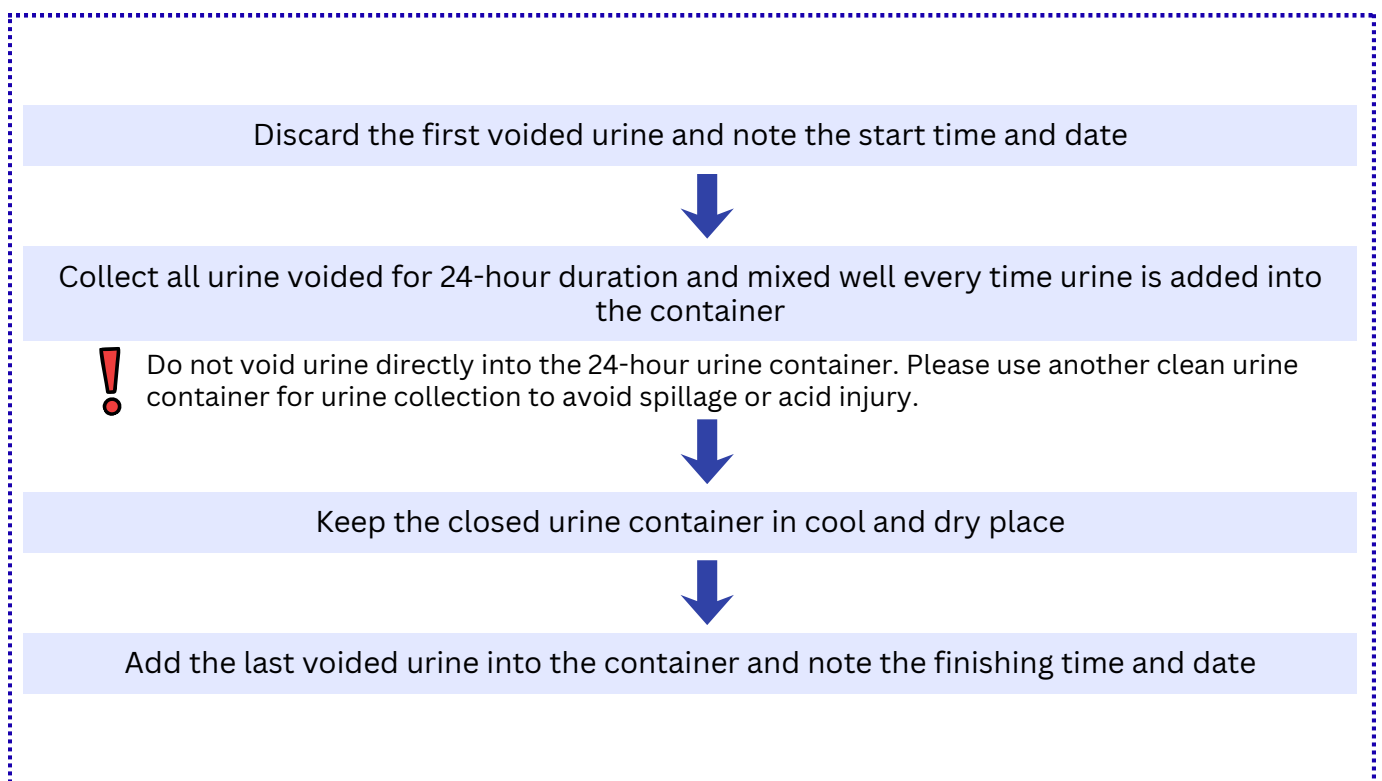 Discard the first voided urine and note the start time and date
Collect all urine voided for 24-hour duration and mixed well every time urine is added into
the container
Do not void urine directly into the 24-hour urine container. Please use another clean urine
container for urine collection to avoid spillage or acid injury.
Keep the closed urine container in cool and dry place
Add the last voided urine into the container and note the finishing time and date